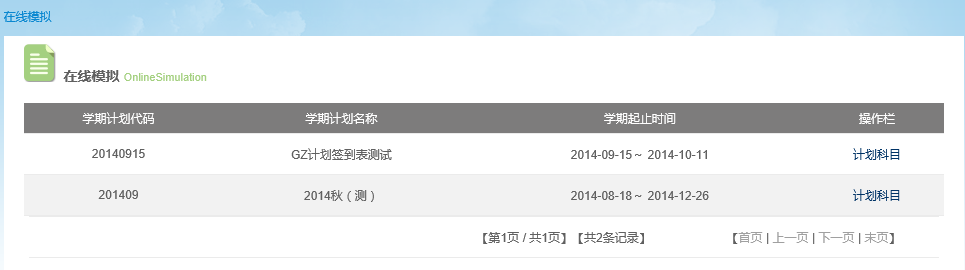 在线模拟
在线模拟 OnlineSimulation
学期计划代码 学期计划名称 学期起止时间 操作栏
20140915 GZ计划签到表测试 2014-09-15～ 2014-10-11 计划科目
201409 2014秋（测） 2014-08-18～ 2014-12-26 计划科目
【第1页 / 共1页】【共2条记录】 【首页 | 上一页 | 下一页 | 末页】